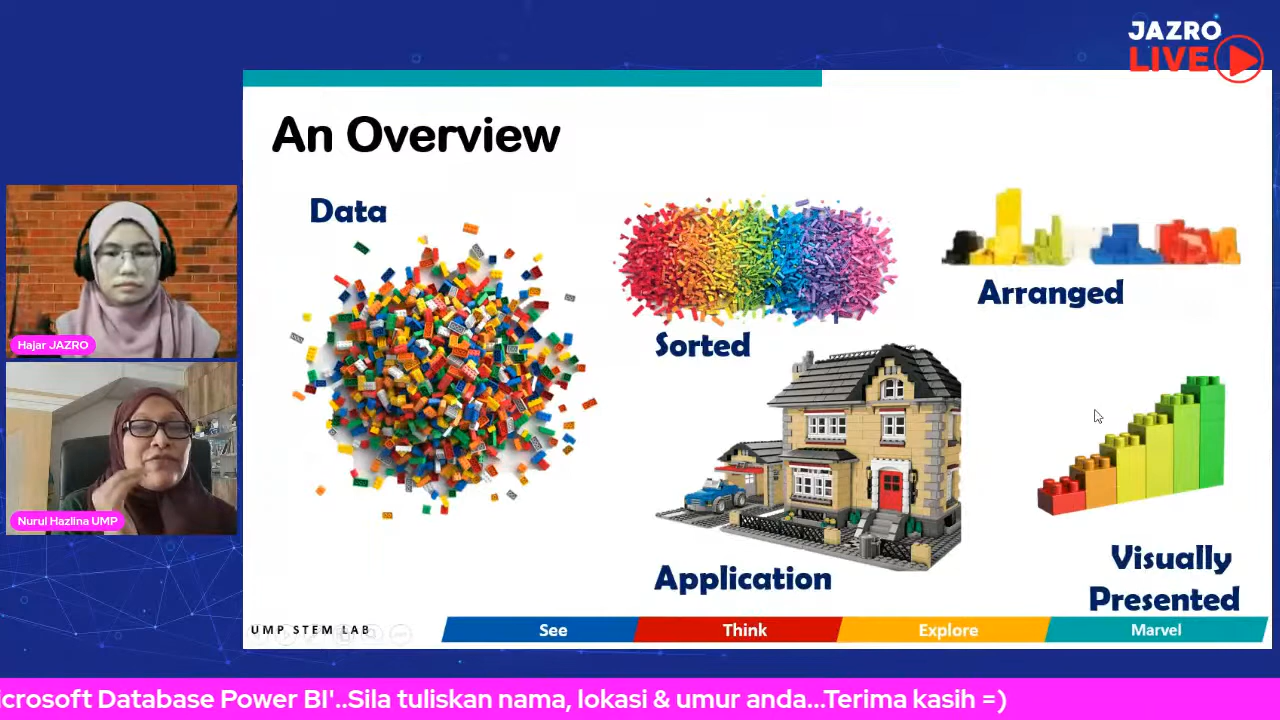 JAZRO
LIVE
An Overview
Data
Sorted
Arranged
Application
Visually
Presented
Hajar JAZRO
Nurul Hazlina UMP
UMP STEM LAB
See
Think
Explore
Marvel
crosoft Database Power BI'..Sila tuliskan nama, lokasi & umur anda...Terima kasih =)